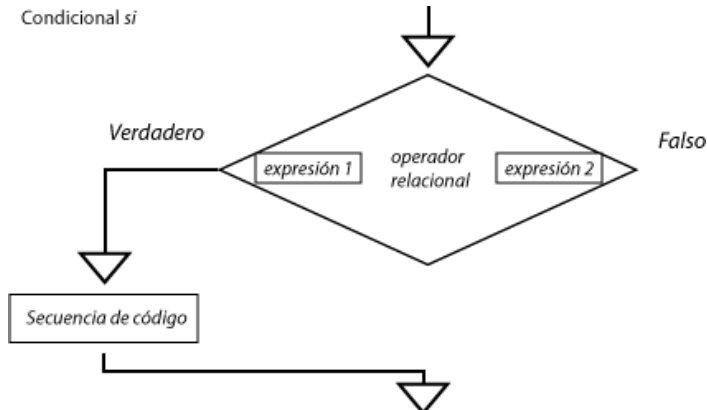 Condicional si
Verdadero
Falso
expresión 1
operador
relacional
expresión 2
Secuencia de código